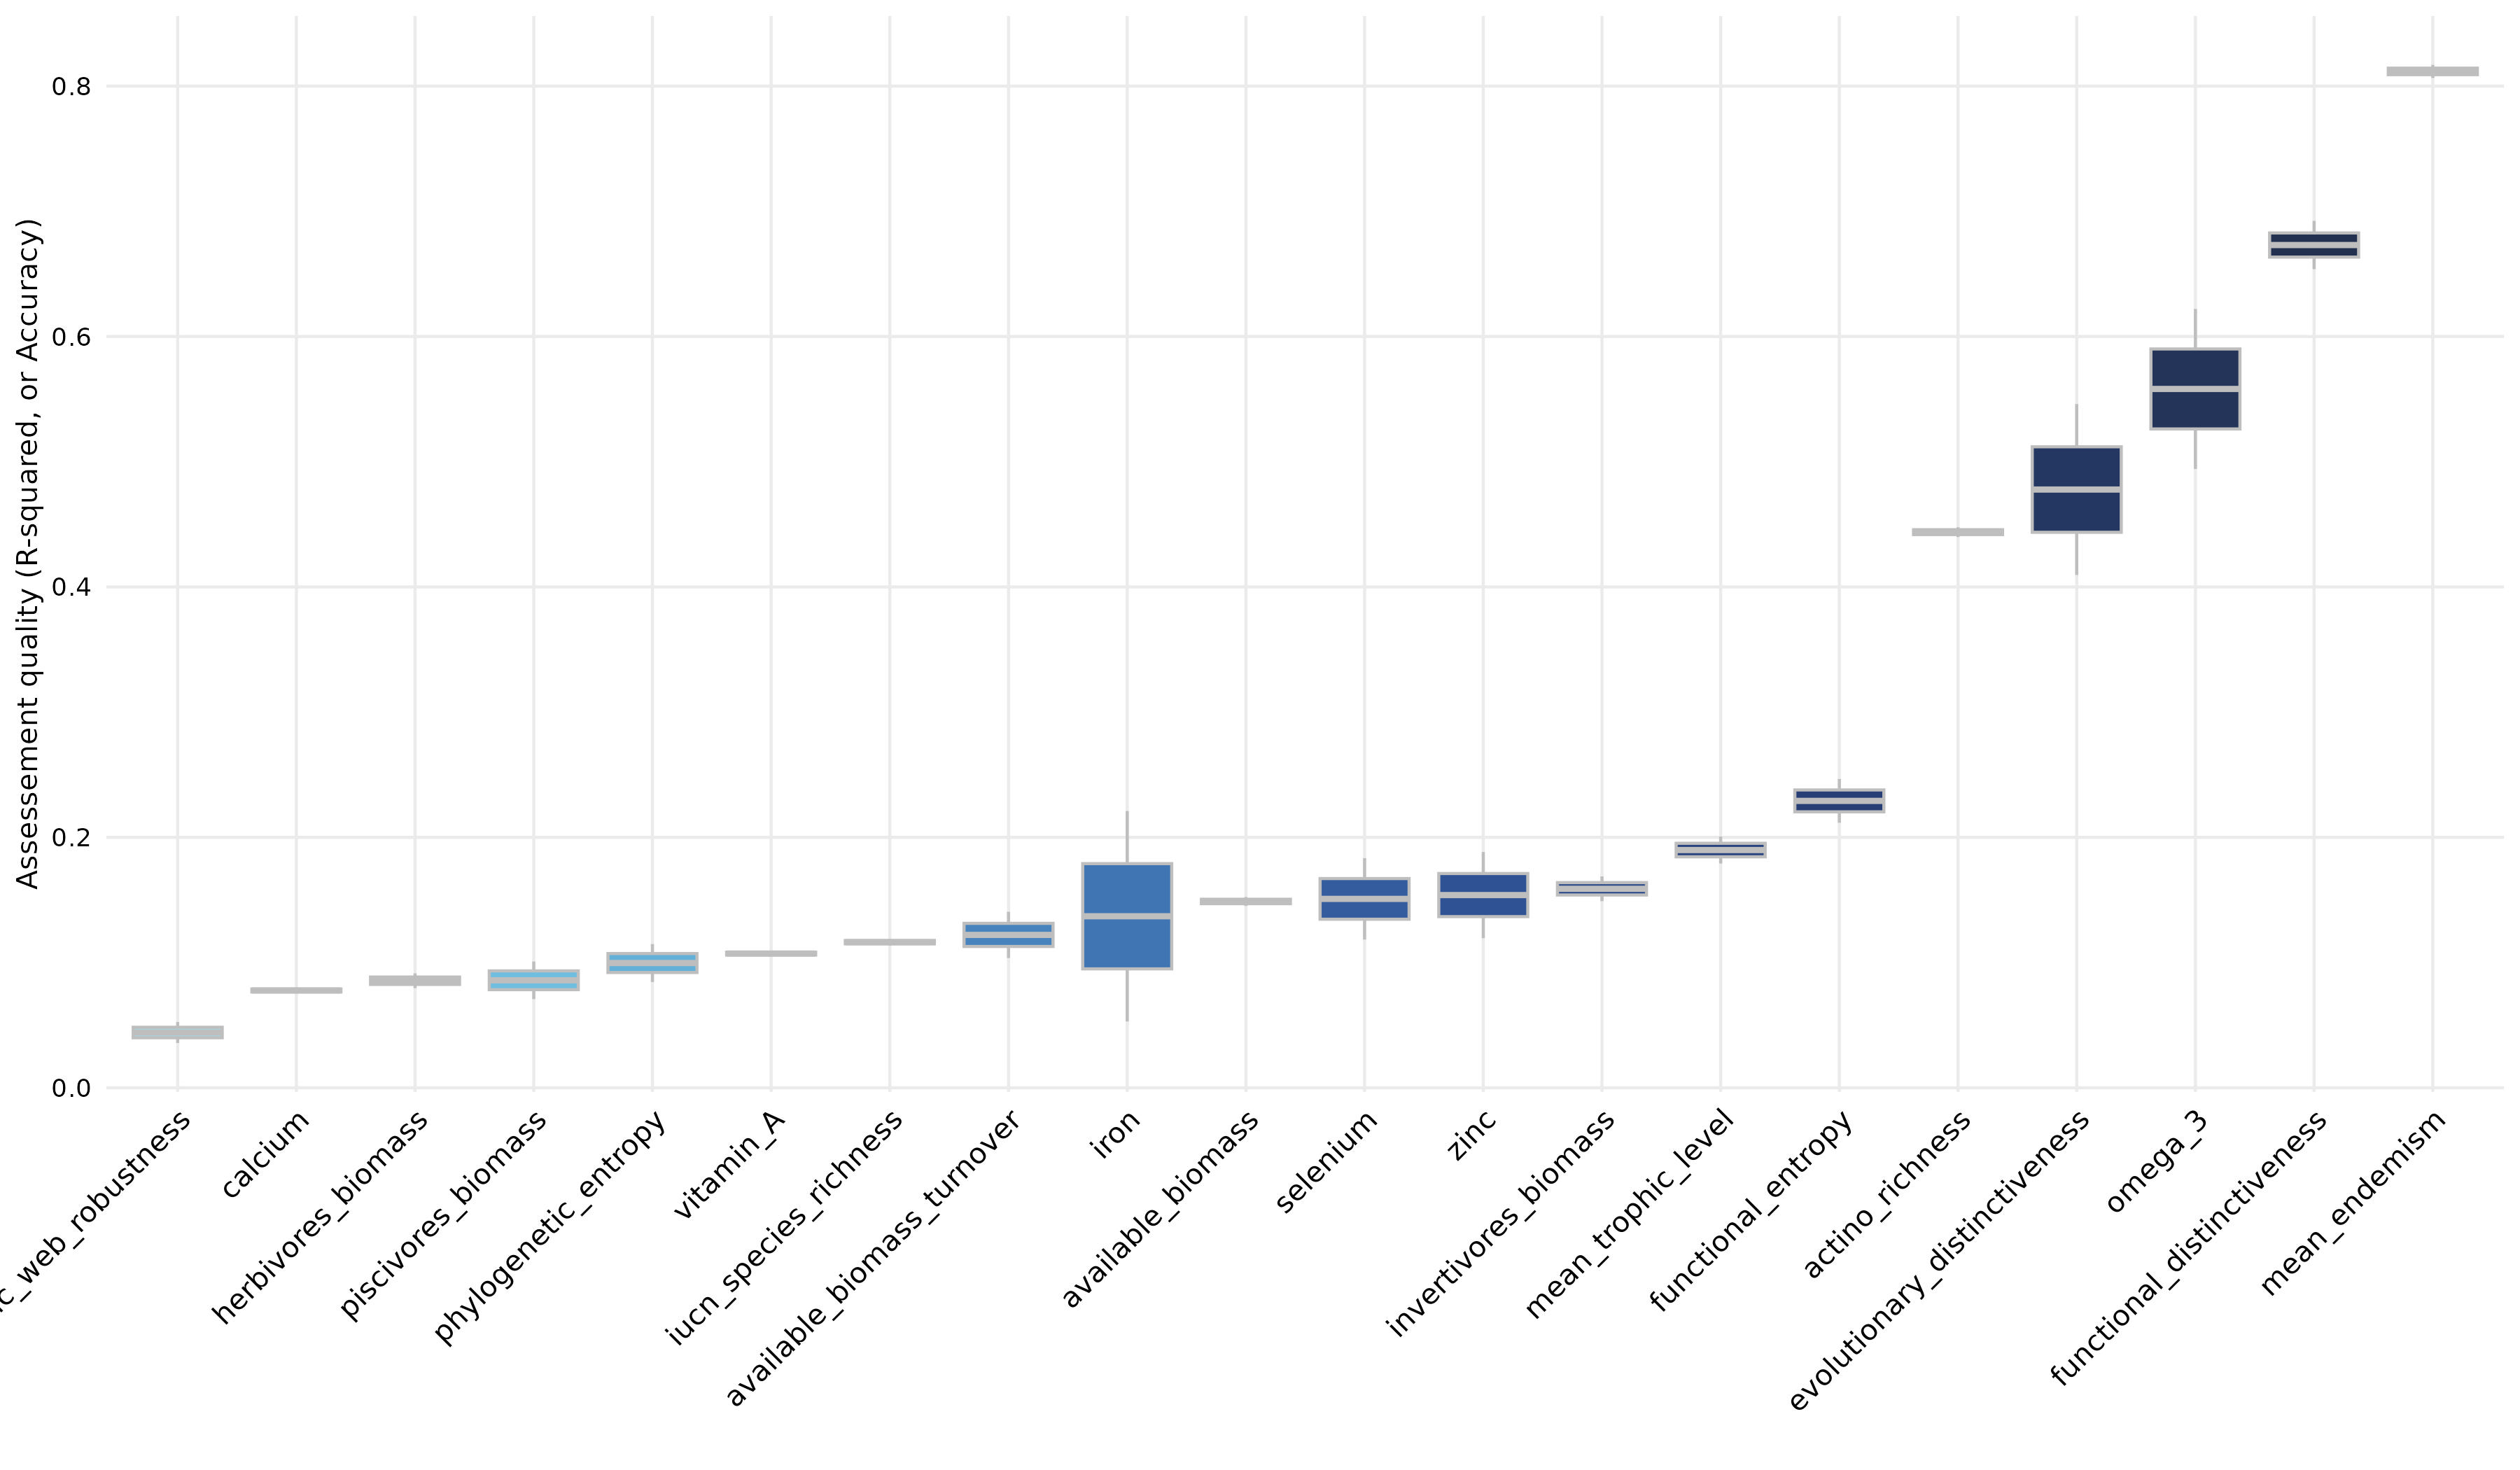 Assessement quality (R-squared, or Accuracy)
0.8
0.6
0.4
0.2
0.0
c_web_robustness
calcium
herbivores_biomass
piscivores_biomass
phylogenetic_entropy
vitamin_A
iucn_species_richness
available_biomass_turnover
iron
available_biomass
selenium
zinc
invertivores_biomass
mean_trophic_level
functional_entropy
actino_richness
evolutionary_distinctiveness
omega_3
functional_distinctiveness
mean_endemism